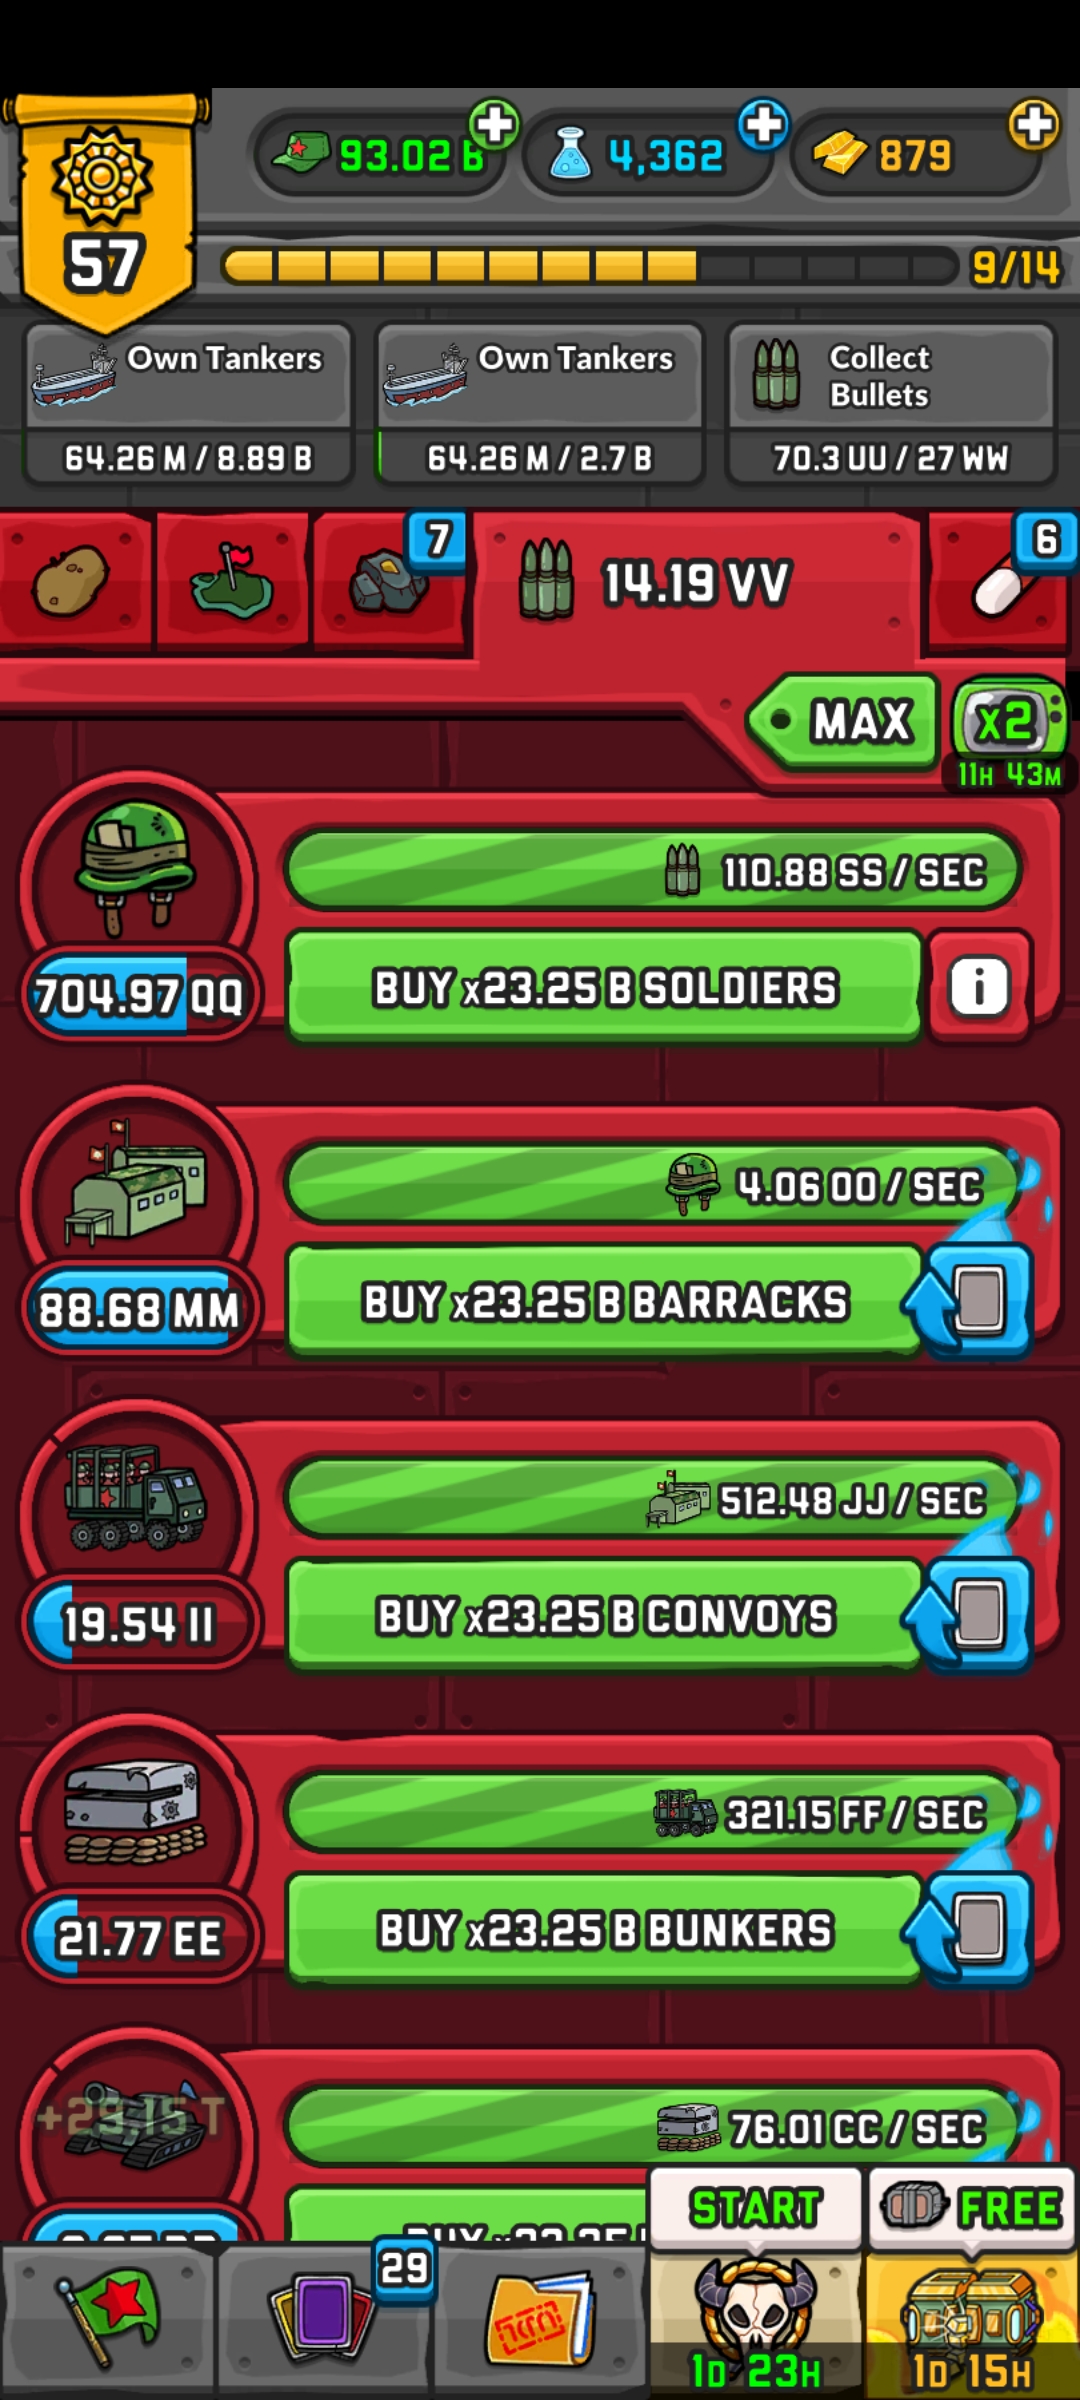 93.02 B
4,362
879
57
9/14
Own Tankers
64.26 M / 8.89 B
Own Tankers
64.26 M / 2.7 B
Collect
Bullets
70.3 UU / 27 WW
7
14.19 VV
6
MAX
x2
11H 43M
110.88 SS / SEC
704.97 QQ
BUY x23.25 B SOLDIERS
i
4.06 OO / SEC
88.68 MM
BUY x23.25 B BARRACKS
512.48 JJ / SEC
19.54 II
BUY x23.25 B CONVOYS
321.15 FF / SEC
21.77 EE
BUY x23.25 B BUNKERS
76.01 CC / SEC
START
FREE
29
1D 23H
1D 15H